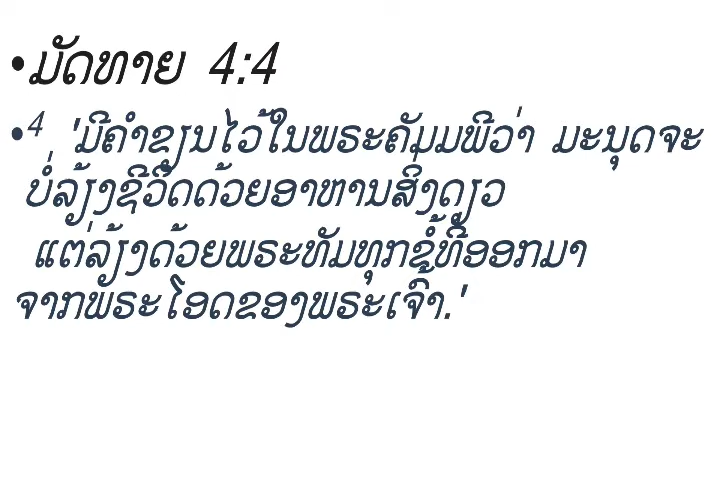 •ມັດທາຍ 4:4
•4 'ມີຄຳຂຽນໄວ້ໃນພຣະຄັມມພີວ່າ ມະນຸດຈະ
ບໍ່ລ້ຽງຊີວິດດ້ວຍອາຫານສິ່ງດຽວ
ແຕ່ລ້ຽງດ້ວຍພຣະທັມທຸກຂໍ້ທີ່ອອກມາ
ຈາກພຣະໂອດຂອງພຣະເຈົ້າ.'